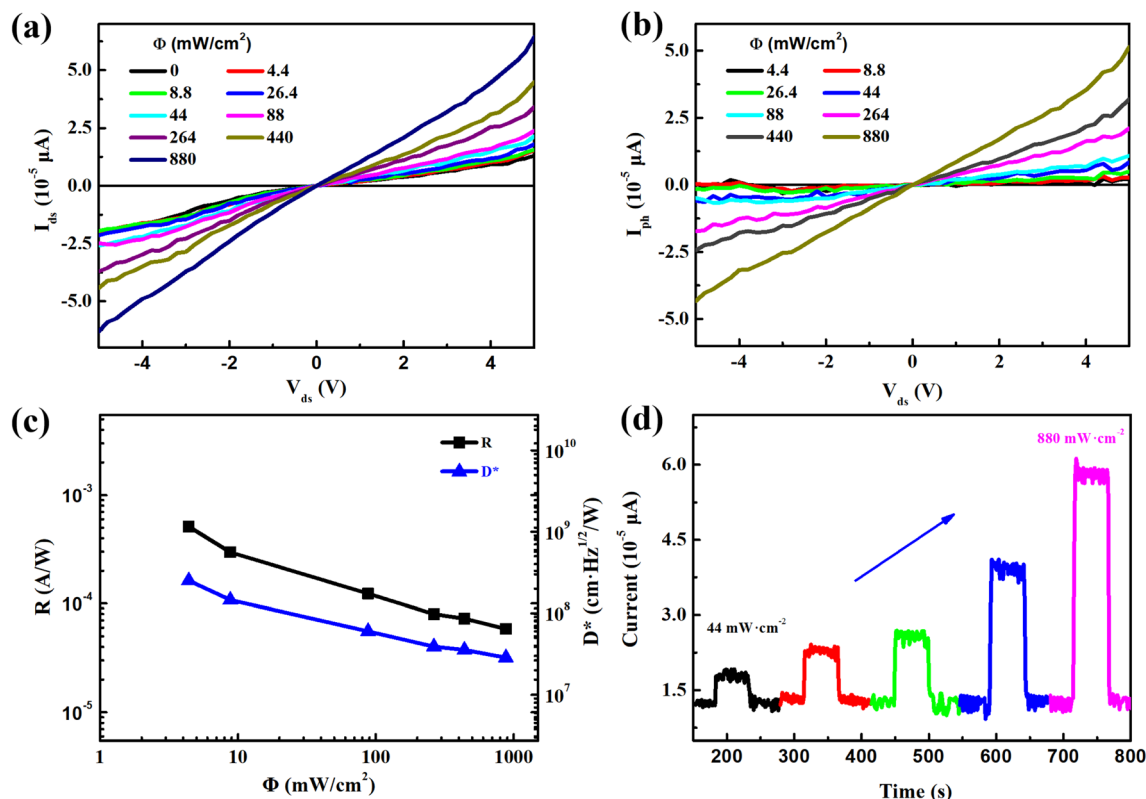 (a)
Φ (mW/cm²)
0 4.4
8.8 26.4
44 88
264 440
880
5.0
2.5
0.0
-2.5
-5.0
I_ds (10⁻⁵ μA)
-4 -2 0 2 4
V_ds (V)
(b)
Φ (mW/cm²)
4.4 8.8
26.4 44
88 264
440 880
5.0
2.5
0.0
-2.5
-5.0
I_ph (10⁻⁵ μA)
-4 -2 0 2 4
V_ds (V)
(c)
R
D*
10⁻³
10⁻⁴
10⁻⁵
R (A/W)
10¹⁰
10⁹
10⁸
10⁷
D* (cm·Hz^1/2/W)
1 10 100 1000
Φ (mW/cm²)
(d)
880 mW·cm⁻²
44 mW·cm⁻²
6.0
4.5
3.0
1.5
Current (10⁻⁵ μA)
200 300 400 500 600 700 800
Time (s)